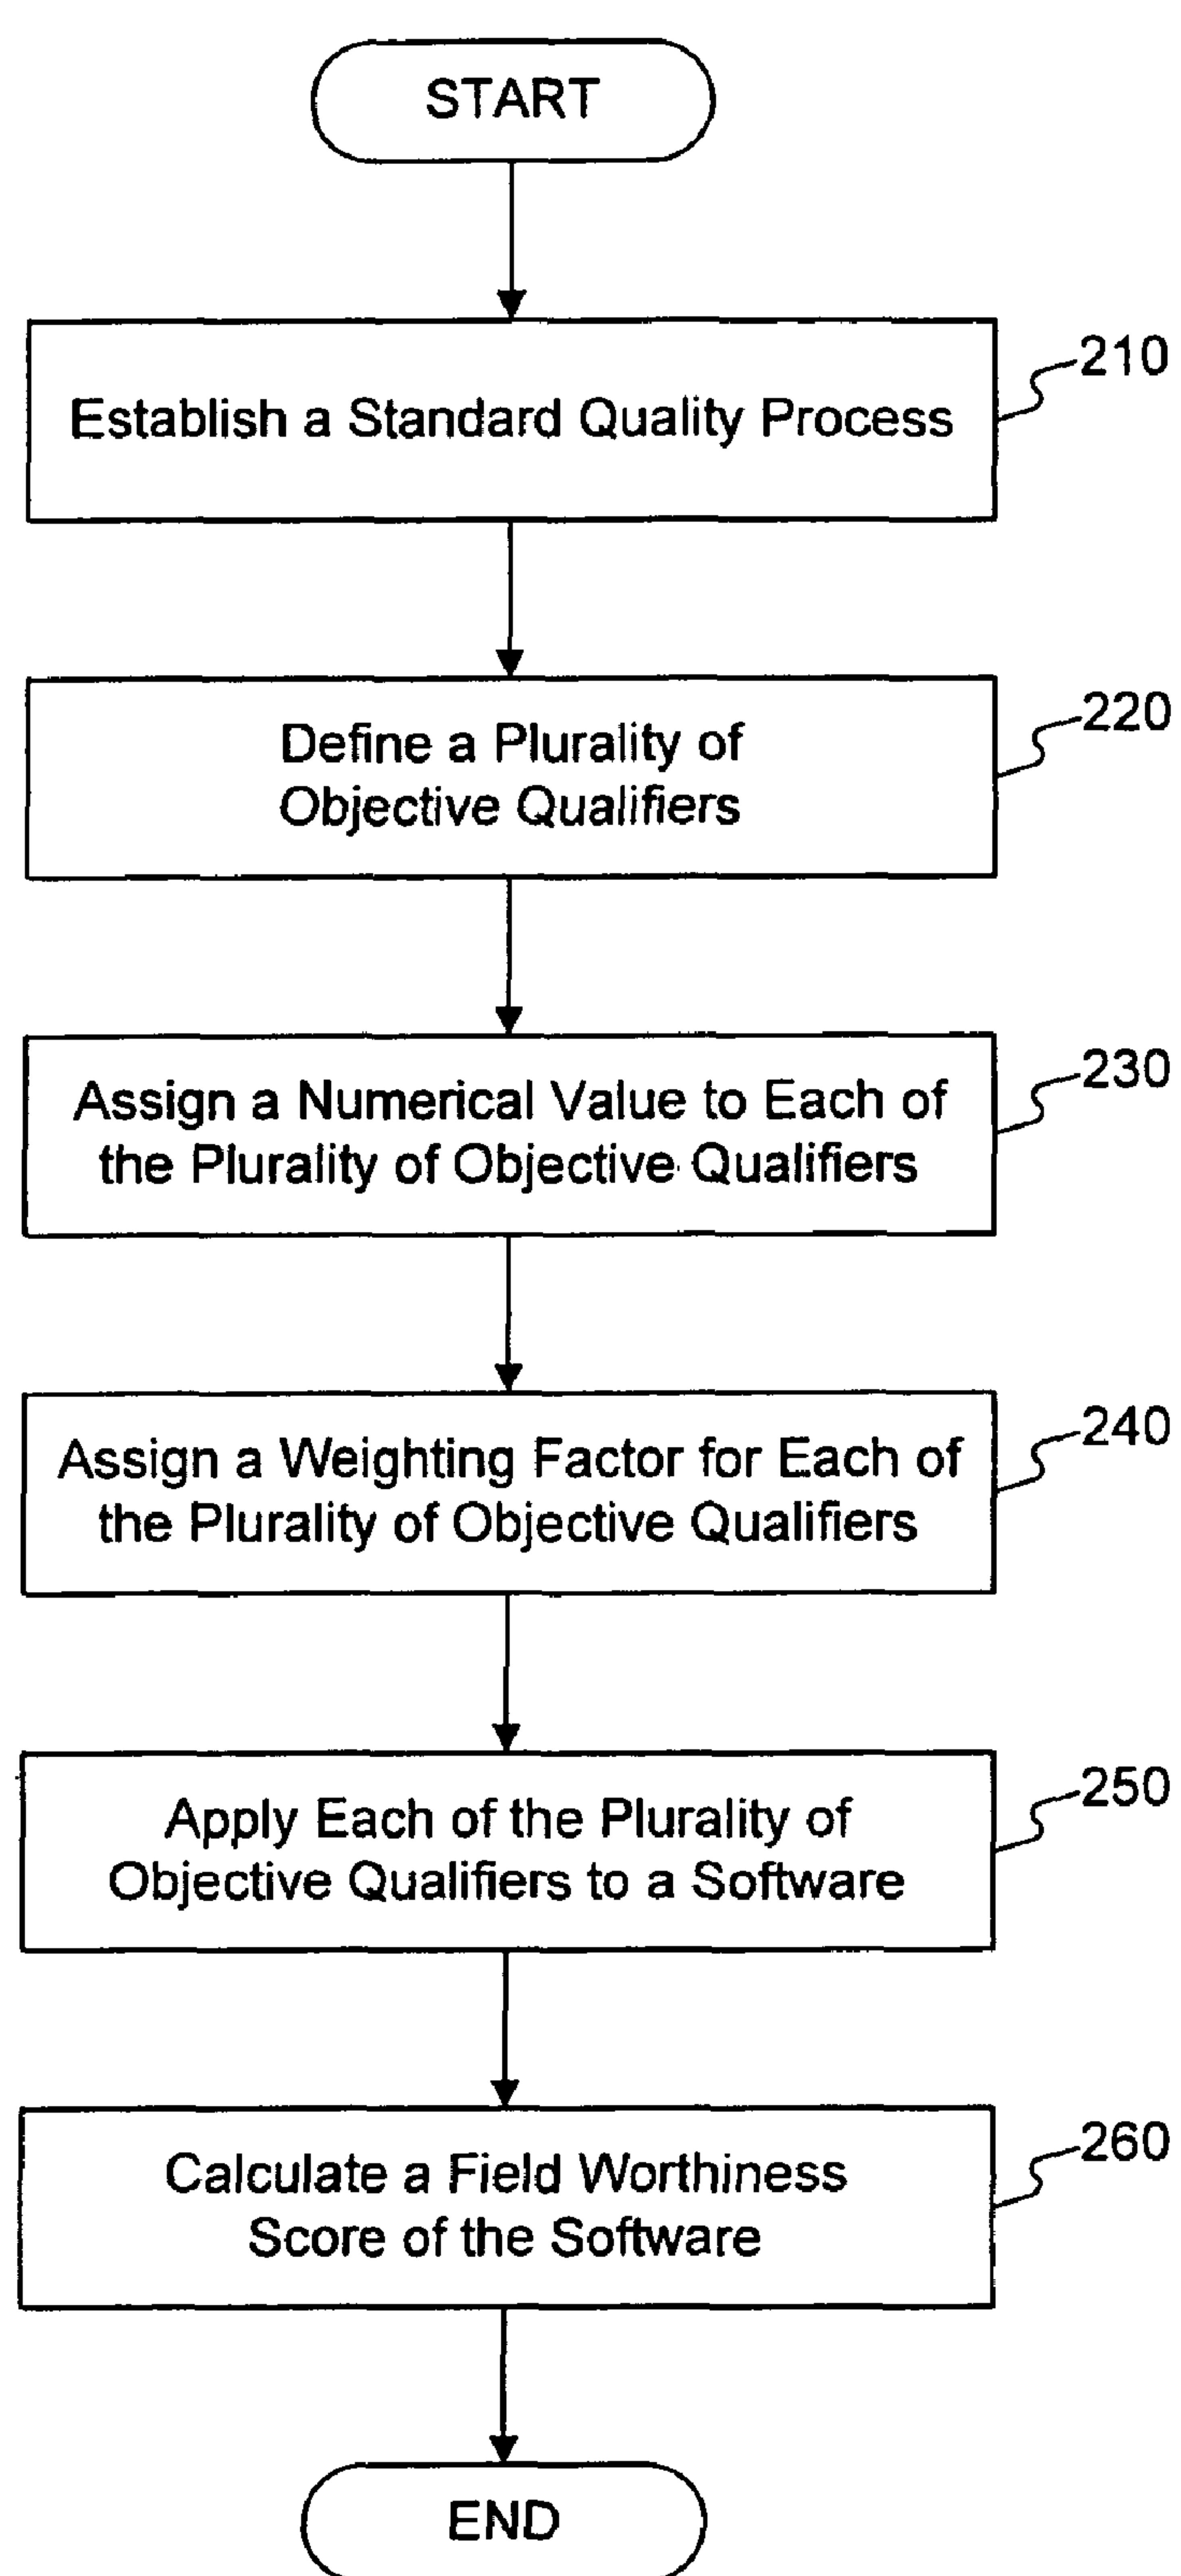 START
210
Establish a Standard Quality Process
220
Define a Plurality of
Objective Qualifiers
230
Assign a Numerical Value to Each of
the Plurality of Objective Qualifiers
240
Assign a Weighting Factor for Each of
the Plurality of Objective Qualifiers
250
Apply Each of the Plurality of
Objective Qualifiers to a Software
260
Calculate a Field Worthiness
Score of the Software
END